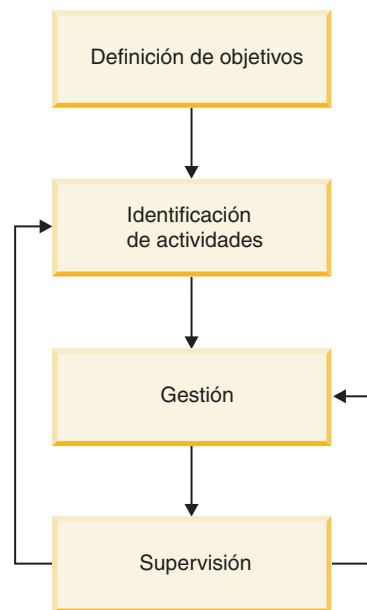 Definición de objetivos
Identificación
de actividades
Gestión
Supervisión